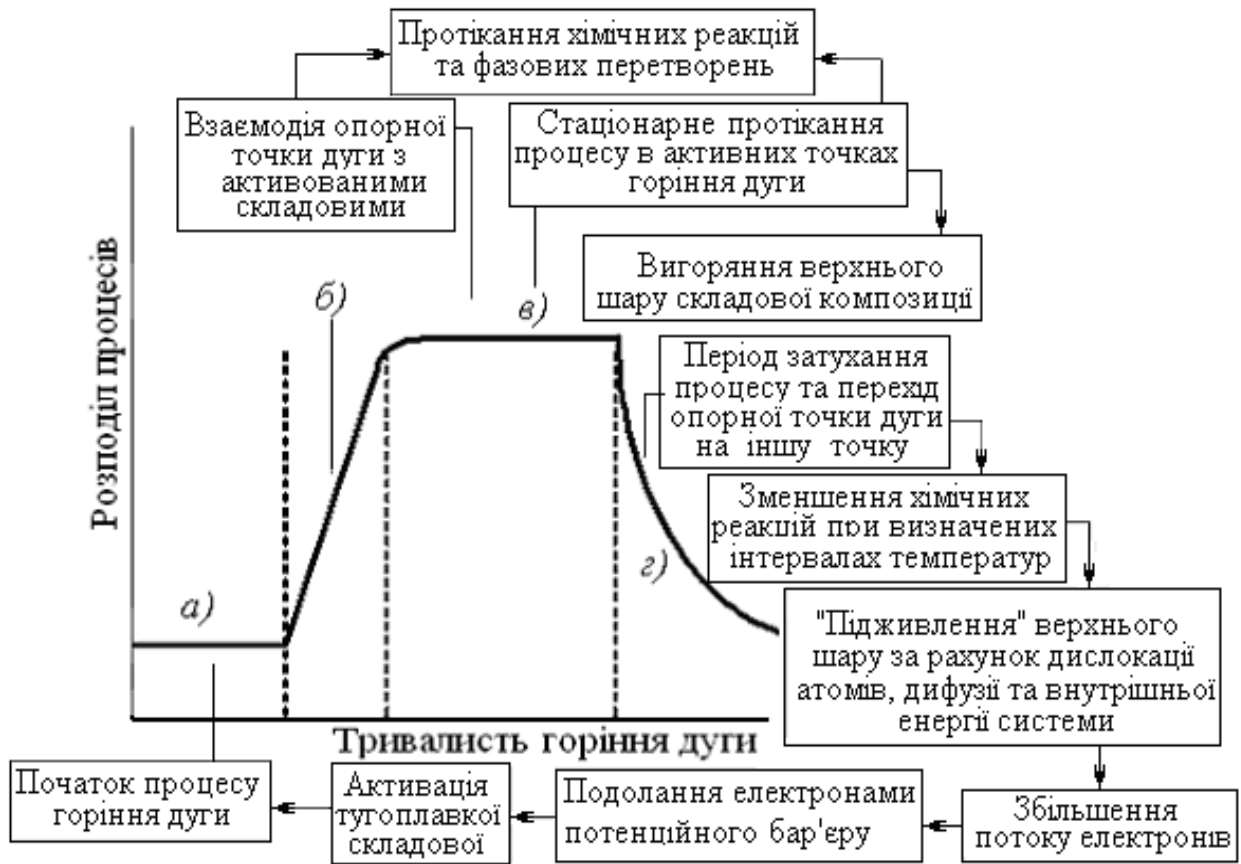 Протікання хімічних реакцій
та фазових перетворень
Взаємодія опорної
точки дуги з
активованими
складовими
Стаціонарне протікання
процесу в активних точках
горіння дуги
Вигоряння верхнього
шару складової композиції
Період затухання
процесу та перехід
опорної точки дуги
на іншу точку
Зменшення хімічних
реакцій при визначених
інтервалах температур
"Підживлення" верхнього
шару за рахунок дислокації
атомів, дифузії та внутрішньої
енергії системи
Розподіл процесів
а)
б)
в)
г)
Тривалисть горіння дуги
Початок процесу
горіння дуги
Активація
тугоплавкої
складової
Подолання електронами
потенційного бар'єру
Збільшення
потоку електронів